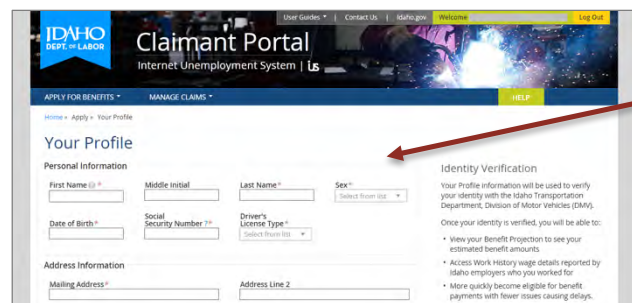 User Guides | Contact Us | Idaho.gov Welcome Log Out
IDAHO
DEPT. OF LABOR
Claimant Portal
Internet Unemployment System | ius
APPLY FOR BENEFITS MANAGE CLAIMS HELP
Home » Apply » Your Profile
Your Profile
Personal Information
First Name * Middle Initial Last Name * Sex *
Select from list
Date of Birth * Social Security Number ? * Driver's License Type *
Select from list
Address Information
Mailing Address * Address Line 2
Identity Verification
Your Profile information will be used to verify
your identity with the Idaho Transportation
Department, Division of Motor Vehicles (DMV).
Once your identity is verified, you will be able to:
• View your Benefit Projection to see your
estimated benefit amounts
• Access Work History wage details reported by
Idaho employers who you worked for
• More quickly become eligible for benefit
payments with fewer issues causing delays.